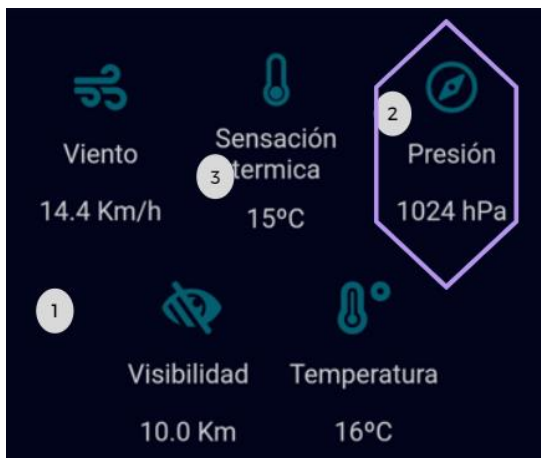 2
Viento
Sensación
termica
Presión
3
14.4 Km/h
15ºC
1024 hPa
1
Visibilidad
Temperatura
10.0 Km
16ºC